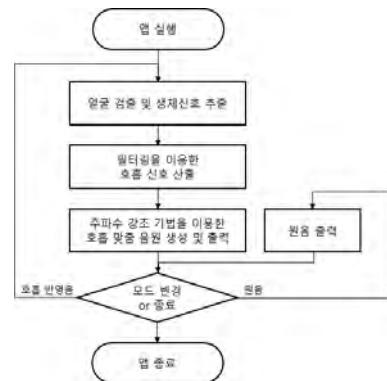 앱 실행
얼굴 검출 및 생체신호 추출
필터링을 이용한
호흡 신호 산출
주파수 강조 기법을 이용한
호흡 맞춤 음원 생성 및 출력
원음 출력
호흡 반영음
모드 변경
or 종료
원음
앱 종료